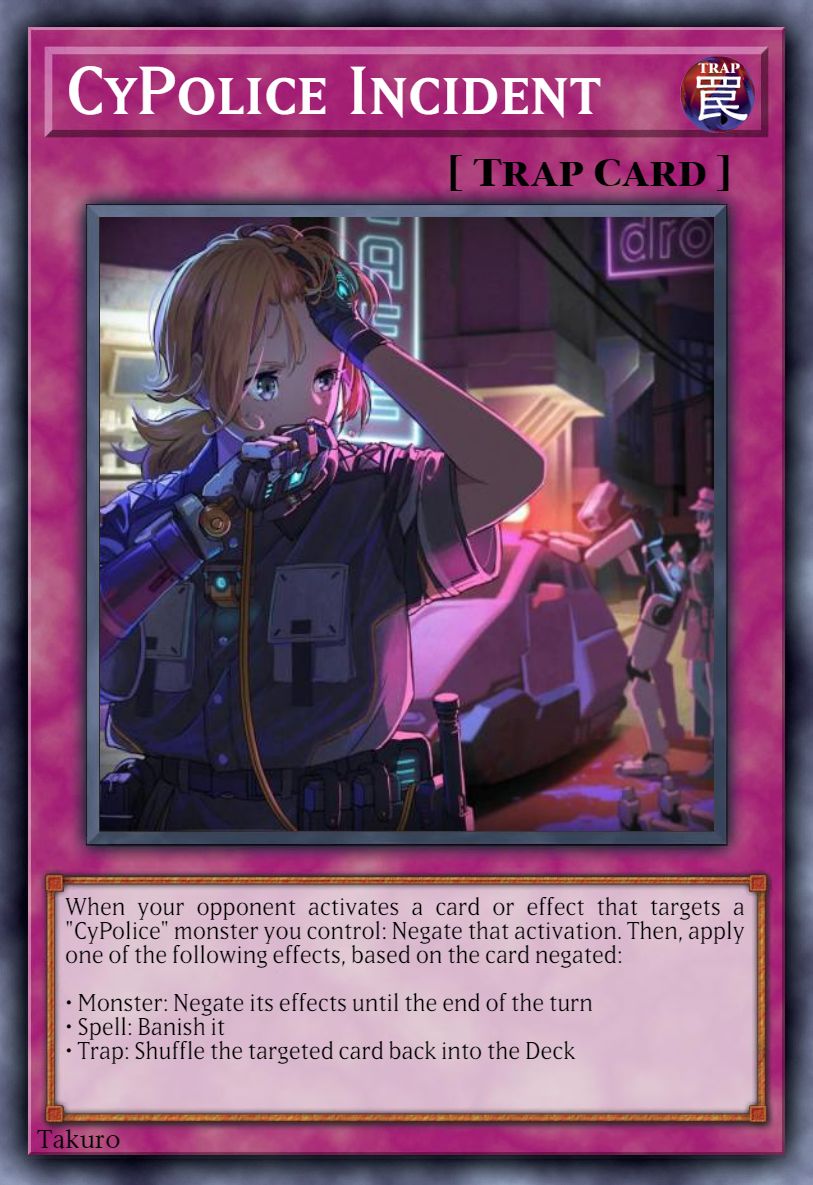 CyPolice Incident
TRAP
罠
[ Trap Card ]
dro
When your opponent activates a card or effect that targets a
"CyPolice" monster you control: Negate that activation. Then, apply
one of the following effects, based on the card negated:
• Monster: Negate its effects until the end of the turn
• Spell: Banish it
• Trap: Shuffle the targeted card back into the Deck
Takuro